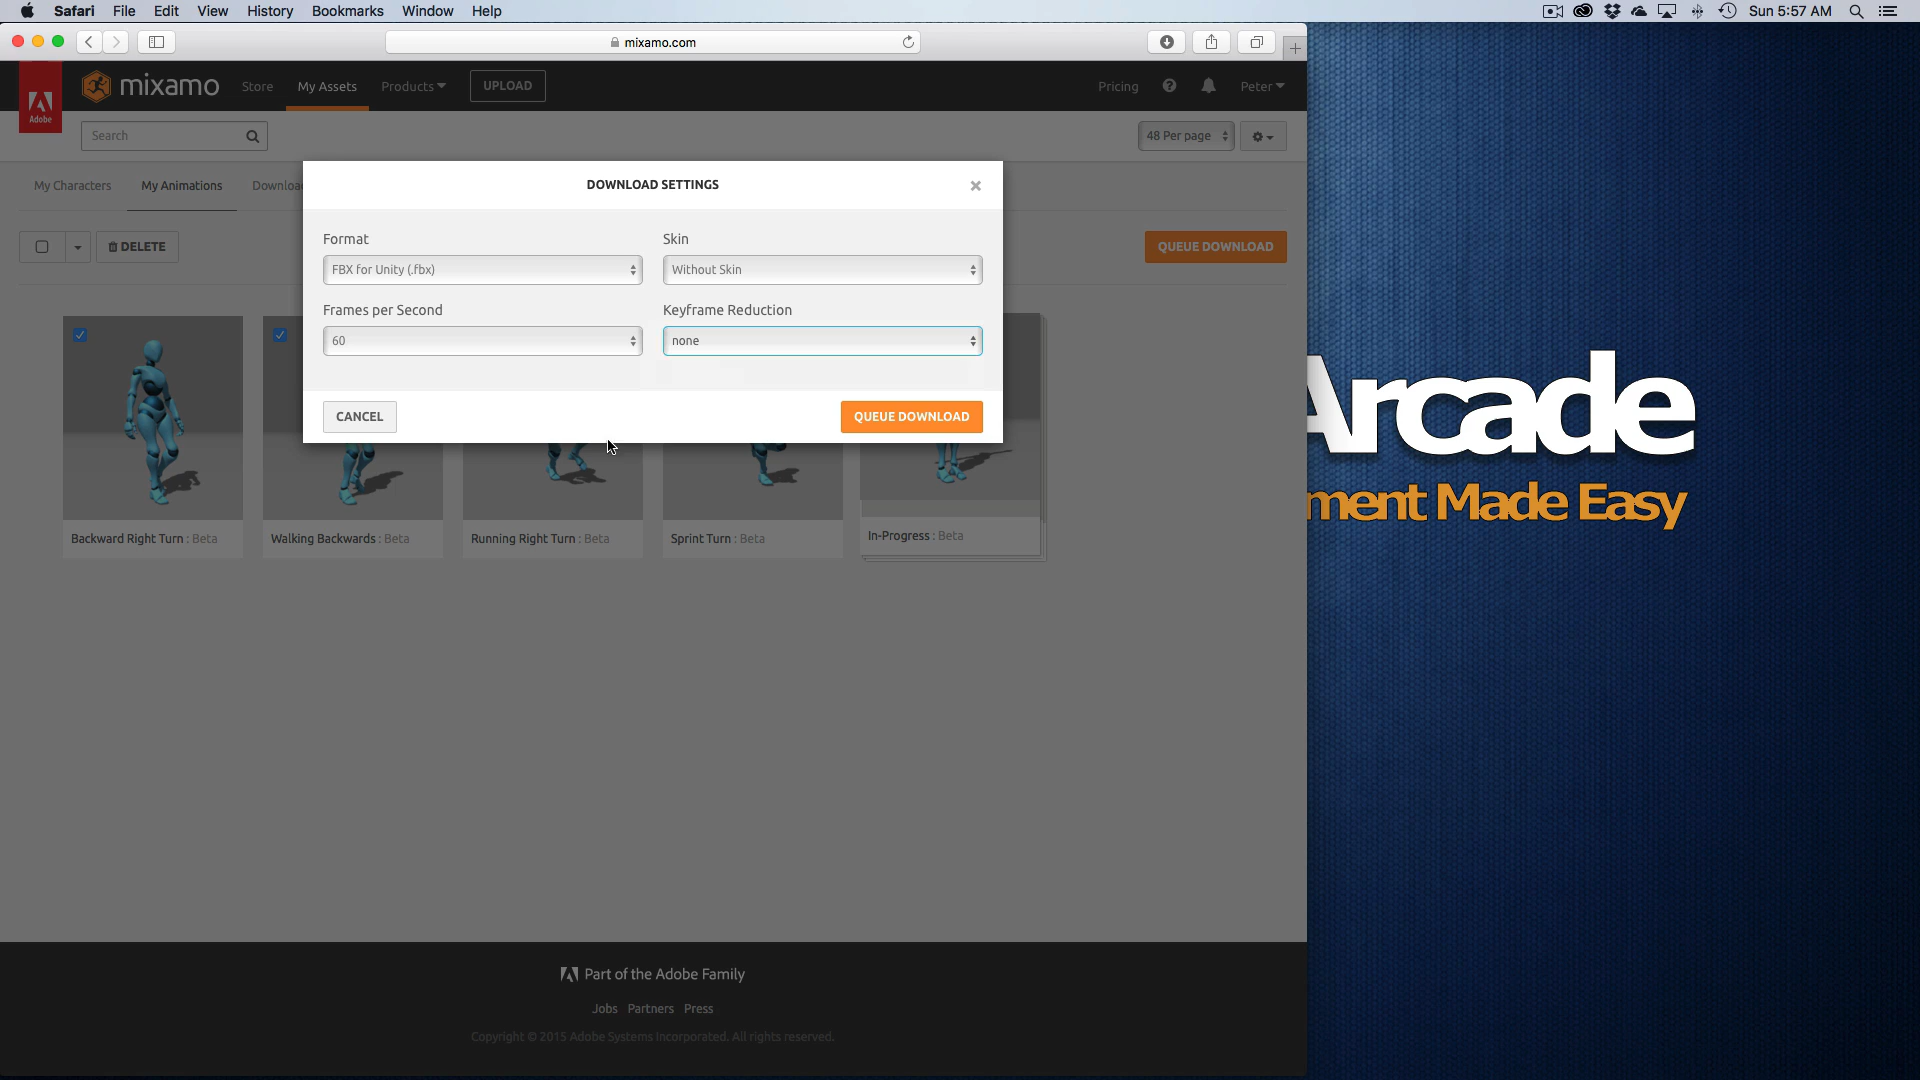 Safari File Edit View History Bookmarks Window Help
Sun 5:57 AM
mixamo.com
Adobe
mixamo Store My Assets Products UPLOAD
Pricing Peter
Search
48 Per page
My Characters My Animations Downloa
DOWNLOAD SETTINGS
Format
FBX for Unity (.fbx)
Skin
Without Skin
Frames per Second
60
Keyframe Reduction
none
CANCEL
QUEUE DOWNLOAD
DELETE
QUEUE DOWNLOAD
Backward Right Turn : Beta
Walking Backwards : Beta
Running Right Turn : Beta
Sprint Turn : Beta
In-Progress : Beta
Arcade
ment Made Easy
Part of the Adobe Family
Jobs Partners Press
Copyright © 2015 Adobe Systems Incorporated. All rights reserved.